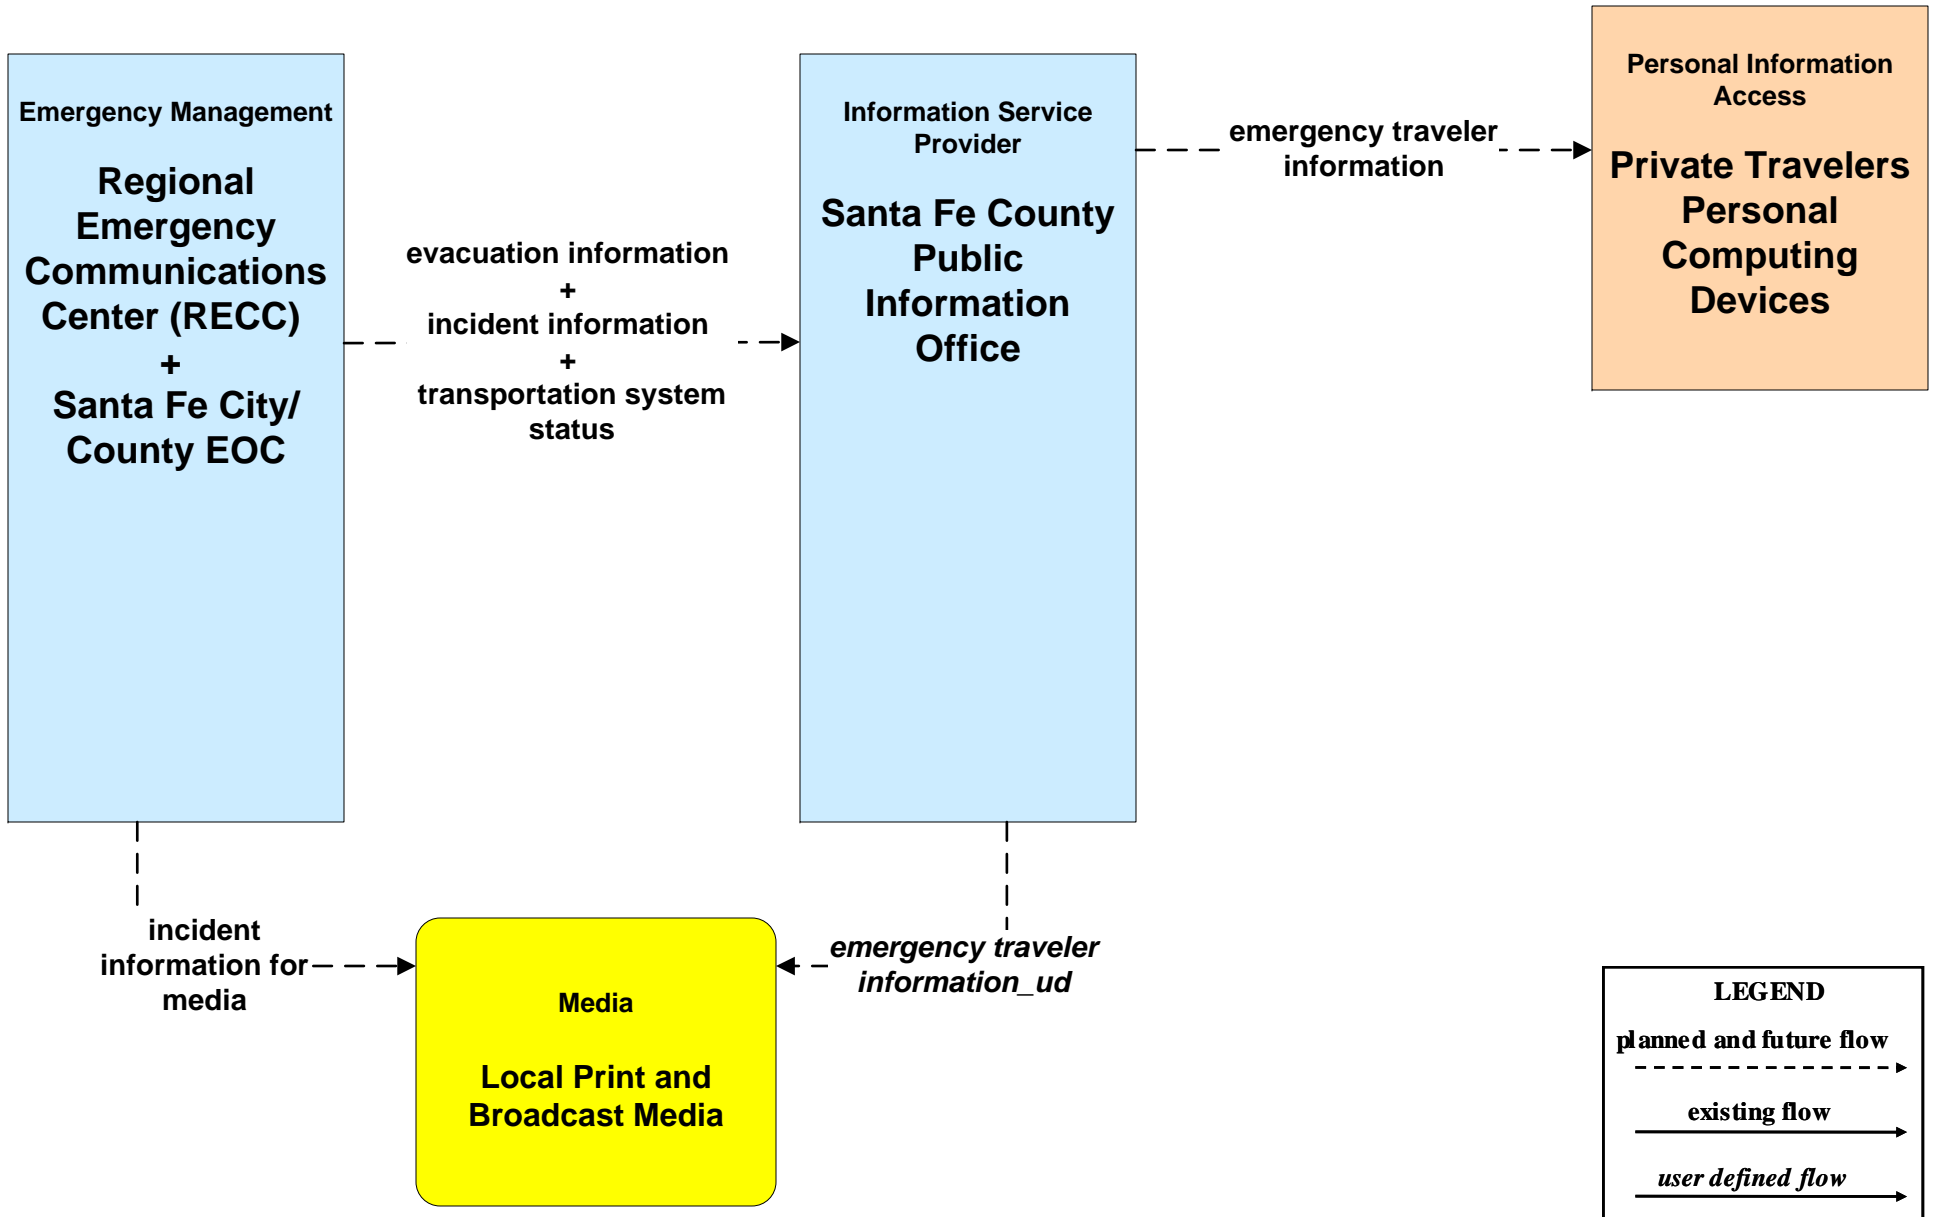 Emergency Management
Regional
Emergency
Communications
Center (RECC)
+
Santa Fe City/
County EOC
evacuation information
+
incident information
+
transportation system
status
Information Service
Provider
Santa Fe County
Public
Information
Office
emergency traveler
information
Personal Information
Access
Private Travelers
Personal
Computing
Devices
incident
information for
media
Media
Local Print and
Broadcast Media
emergency traveler
information_ud
LEGEND
planned and future flow
existing flow
user defined flow